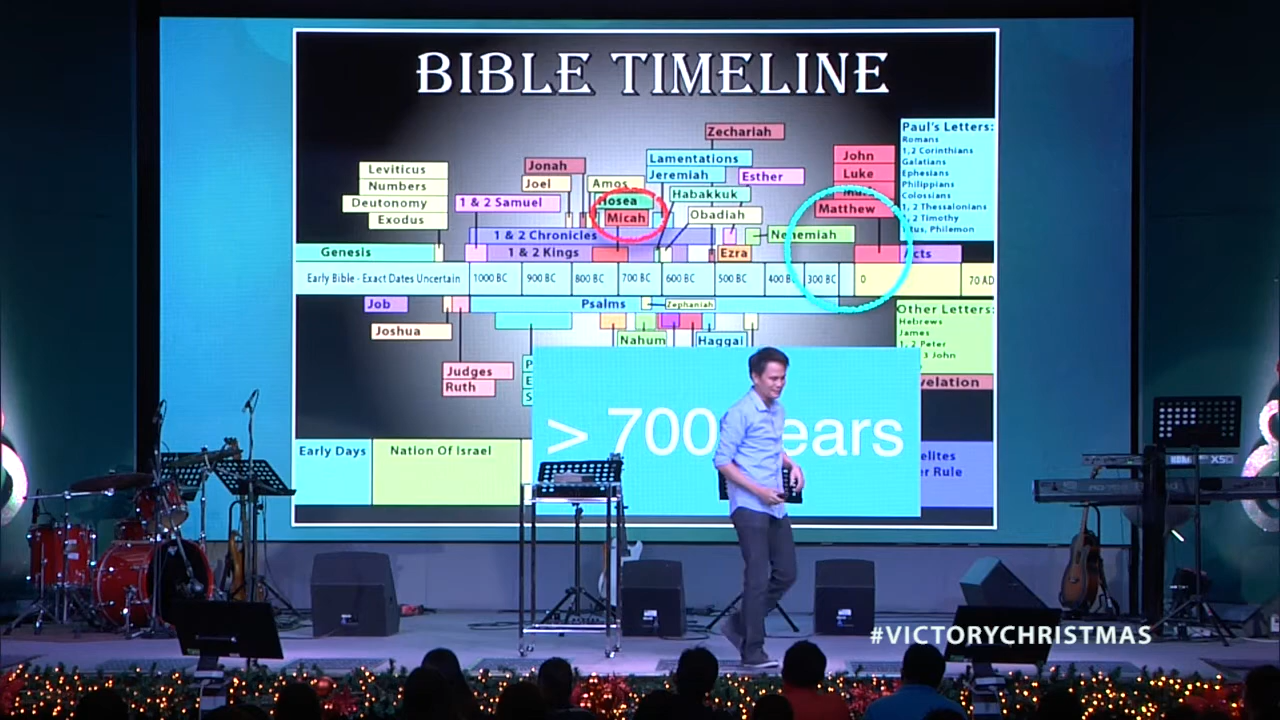 BIBLE TIMELINE
Zechariah
Paul's Letters:
Romans
1, 2 Corinthians
Galatians
Ephesians
Philippians
Colossians
1, 2 Thessalonians
1, 2 Timothy
Titus, Philemon
John
Luke
Matthew
Lamentations
Jeremiah
Esther
Jonah
Joel
Amos
Hosea
Micah
Habakkuk
Obadiah
Leviticus
Numbers
Deutonomy
Exodus
1 & 2 Samuel
1 & 2 Chronicles
Nehemiah
Genesis
1 & 2 Kings
Ezra
Acts
Early Bible - Exact Dates Uncertain
1000 BC
900 BC
800 BC
700 BC
600 BC
500 BC
400 BC
300 BC
0
70 AD
Job
Psalms
Zephaniah
Joshua
Nahum
Haggai
Other Letters:
Hebrews
James
1, 2 Peter
3 John
Judges
Ruth
> 700
ears
Early Days
Nation Of Israel
Rule
#VICTORYCHRISTMAS